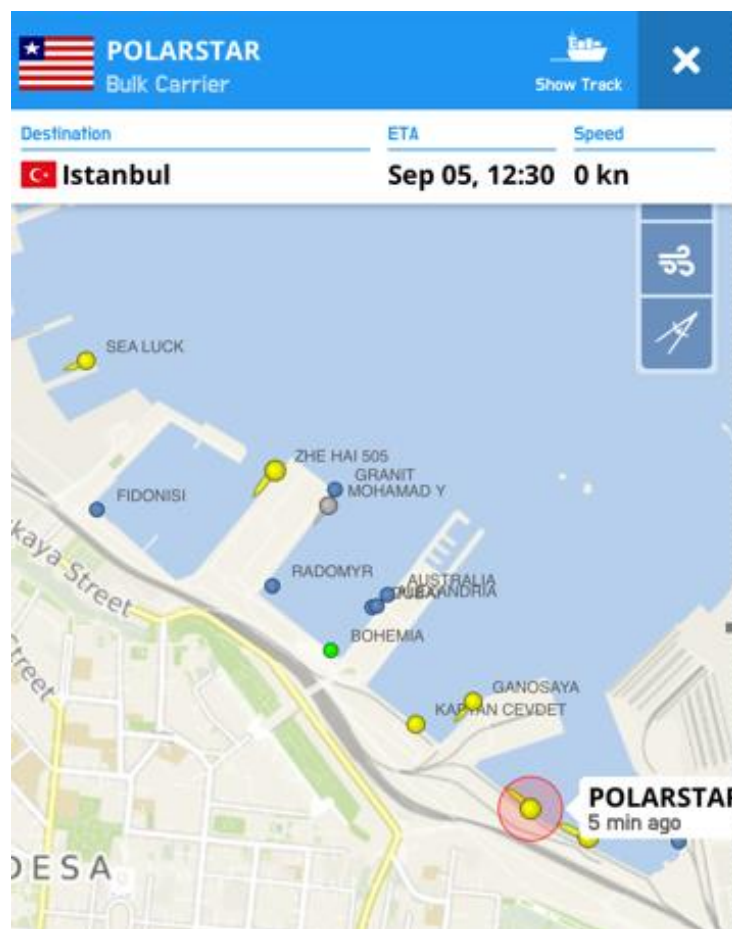 POLARSTAR
Bulk Carrier
Show Track
Destination
ETA
Speed
Istanbul
Sep 05, 12:30
0 kn
SEA LUCK
ZHE HAI 505
GRANIT
MOHAMAD Y
FIDONISI
kaya Street
RADOMYR
AUSTRALIA
BOHEMIA
Street
GANOSAYA
KAPTAN CEVDET
POLARSTAR
5 min ago
DESA